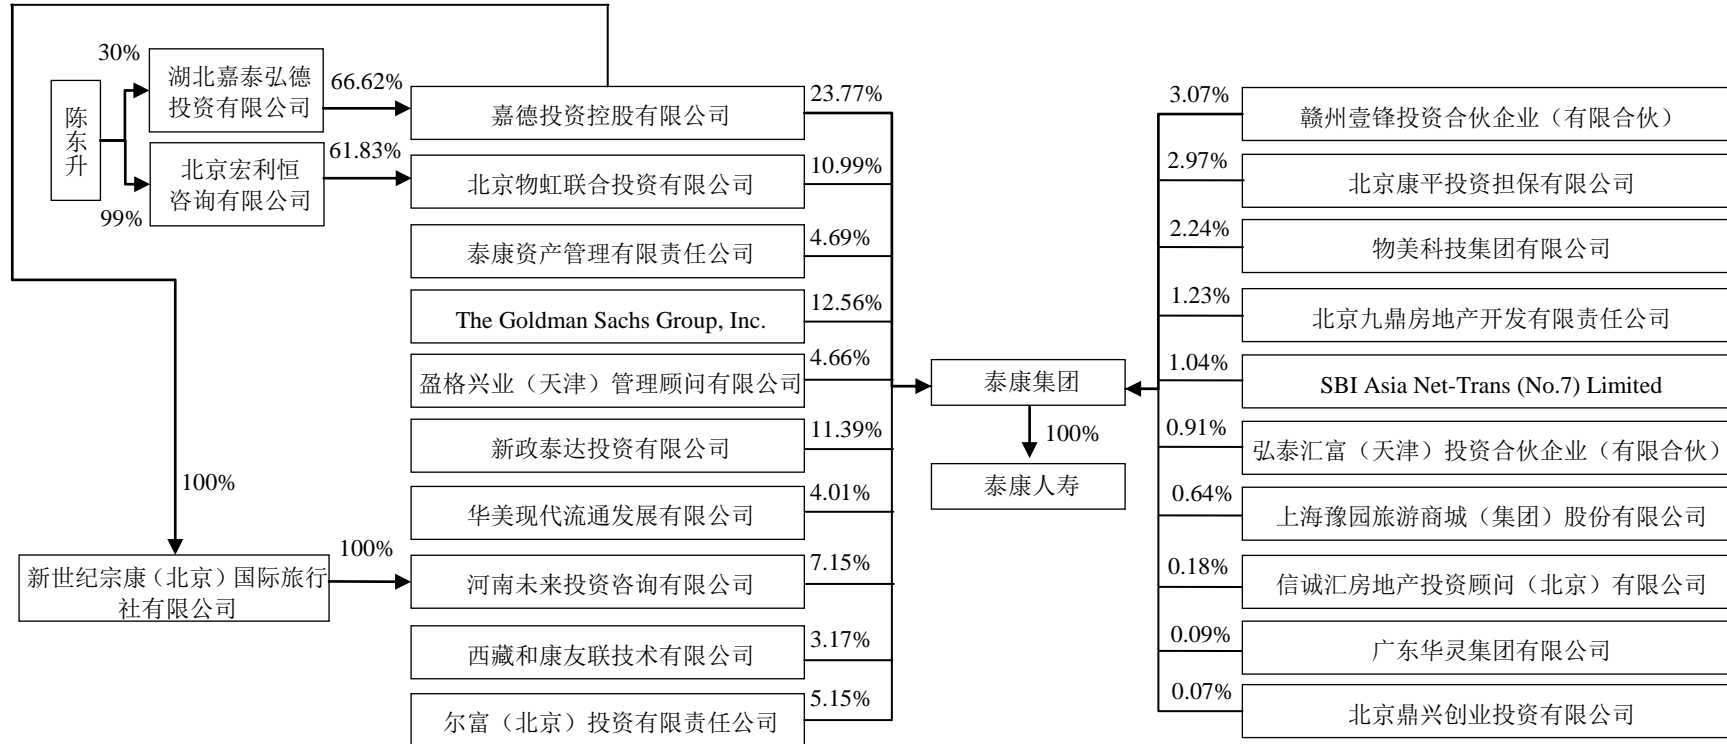 30%
湖北嘉泰弘德
投资有限公司
66.62%
陈东升
北京宏利恒
咨询有限公司
99%
61.83%
嘉德投资控股有限公司
23.77%
北京物虹联合投资有限公司
10.99%
泰康资产管理有限责任公司
4.69%
The Goldman Sachs Group, Inc.
12.56%
盈格兴业（天津）管理顾问有限公司
4.66%
新政泰达投资有限公司
11.39%
华美现代流通发展有限公司
4.01%
100%
新世纪宗康（北京）国际旅行
社有限公司
100%
河南未来投资咨询有限公司
7.15%
西藏和康友联技术有限公司
3.17%
尔富（北京）投资有限责任公司
5.15%
泰康集团
100%
泰康人寿
3.07%
赣州壹锋投资合伙企业（有限合伙）
2.97%
北京康平投资担保有限公司
2.24%
物美科技集团有限公司
1.23%
北京九鼎房地产开发有限责任公司
1.04%
SBI Asia Net-Trans (No.7) Limited
0.91%
弘泰汇富（天津）投资合伙企业（有限合伙）
0.64%
上海豫园旅游商城（集团）股份有限公司
0.18%
信诚汇房地产投资顾问（北京）有限公司
0.09%
广东华灵集团有限公司
0.07%
北京鼎兴创业投资有限公司